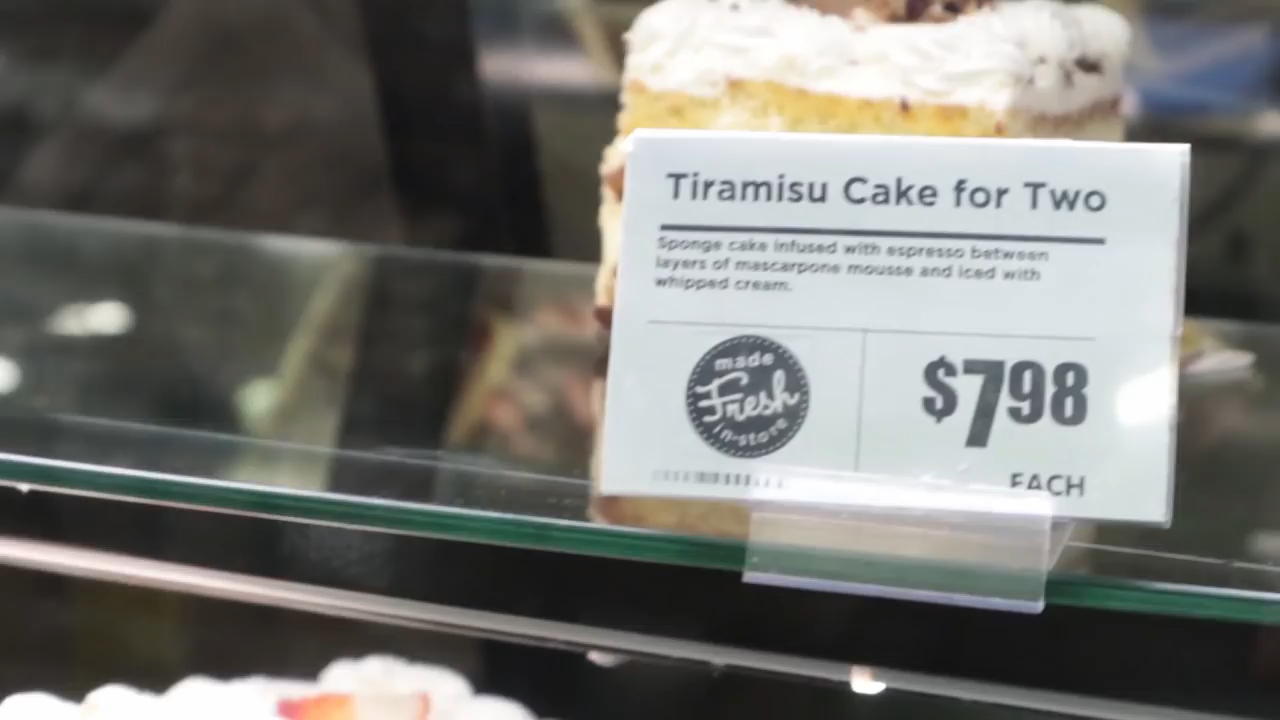 Tiramisu Cake for Two
Sponge cake infused with espresso between
layers of mascarpone mousse and iced with
whipped cream.
made
Fresh
in-store
$798
EACH